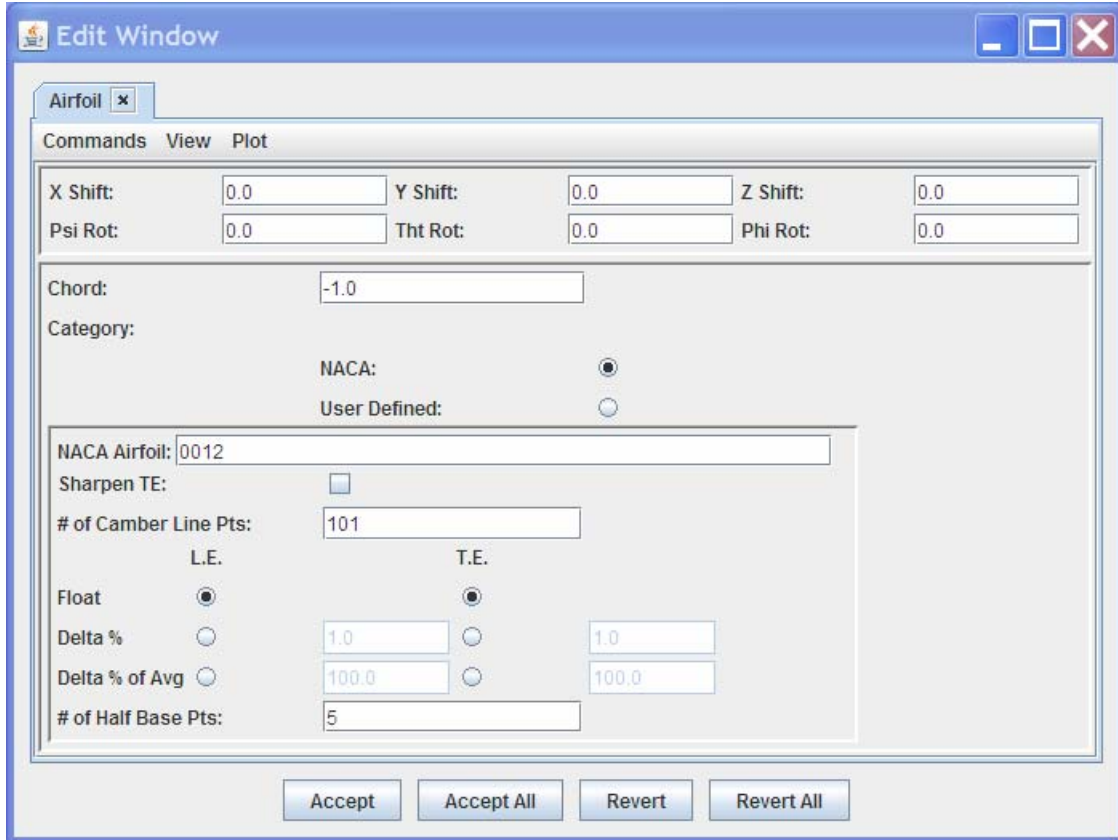 Edit Window
Airfoil
Commands View Plot
X Shift: 0.0 Y Shift: 0.0 Z Shift: 0.0
Psi Rot: 0.0 Tht Rot: 0.0 Phi Rot: 0.0
Chord: -1.0
Category:
NACA:
User Defined:
NACA Airfoil: 0012
Sharpen TE:
# of Camber Line Pts: 101
L.E. T.E.
Float
Delta % 1.0 1.0
Delta % of Avg 100.0 100.0
# of Half Base Pts: 5
Accept Accept All Revert Revert All